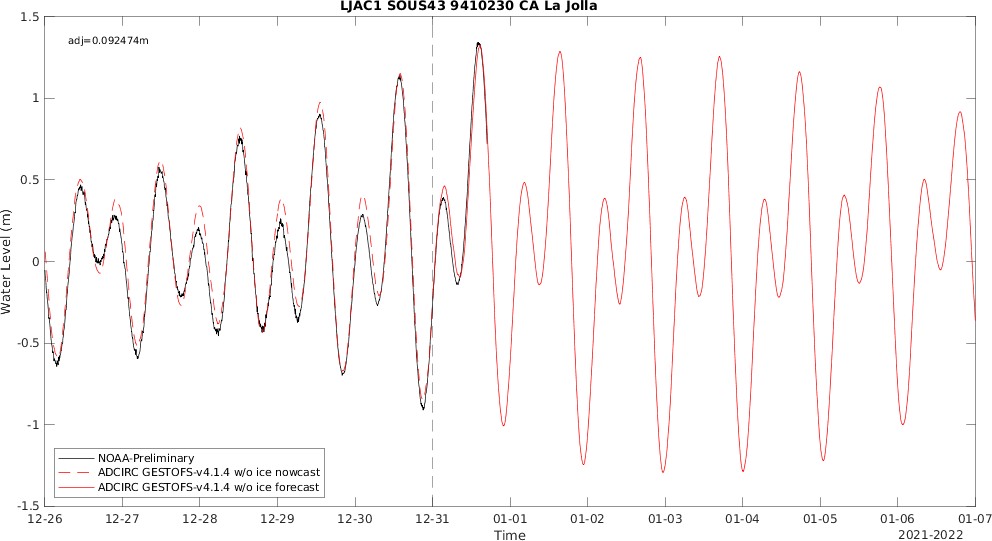 LJAC1 SOUS43 9410230 CA La Jolla
adj=0.092474m
1.5
1
0.5
0
-0.5
-1
-1.5
Water Level (m)
NOAA-Preliminary
ADCIRC GESTOFS-v4.1.4 w/o ice nowcast
ADCIRC GESTOFS-v4.1.4 w/o ice forecast
12-26 12-27 12-28 12-29 12-30 12-31 01-01 01-02 01-03 01-04 01-05 01-06 01-07
Time
2021-2022